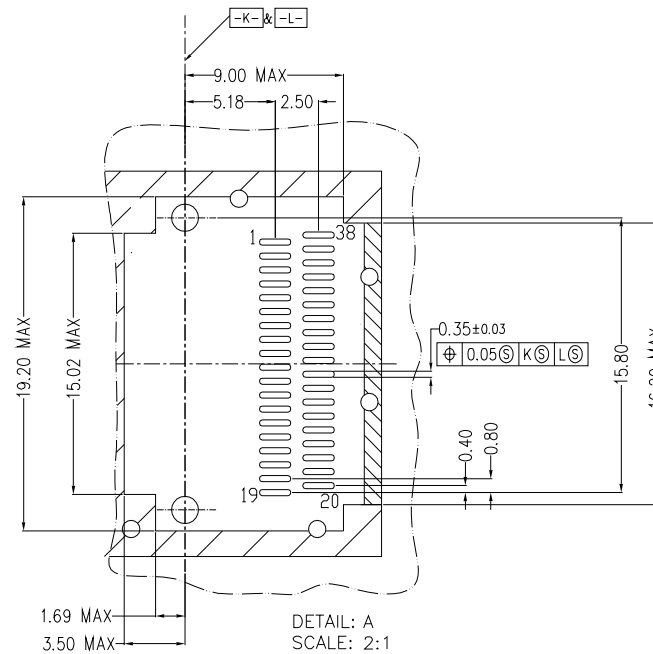 -K- & -L-
9.00 MAX
5.18 2.50
1 38
0.35±0.03
⌖ 0.05Ⓢ KⓈ LⓈ
19.20 MAX
15.02 MAX
15.80
0.40
0.80
19 20
1.69 MAX
3.50 MAX
DETAIL: A
SCALE: 2:1